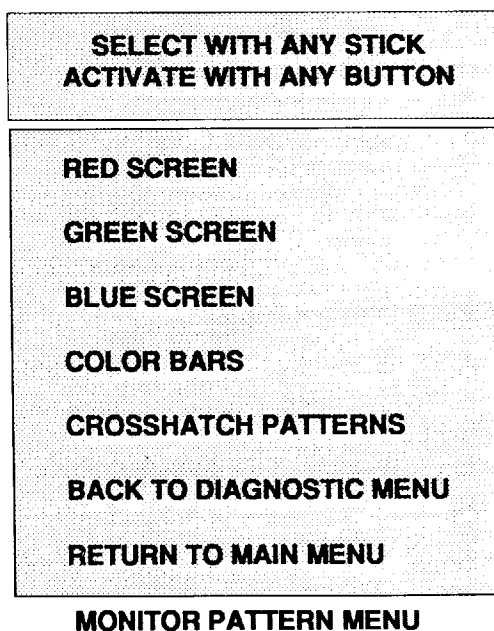 SELECT WITH ANY STICK
ACTIVATE WITH ANY BUTTON
RED SCREEN
GREEN SCREEN
BLUE SCREEN
COLOR BARS
CROSSHATCH PATTERNS
BACK TO DIAGNOSTIC MENU
RETURN TO MAIN MENU
MONITOR PATTERN MENU